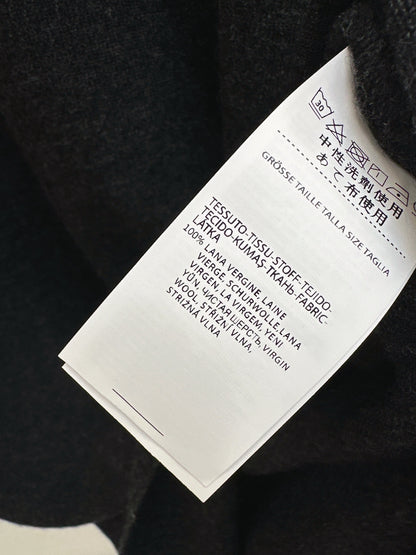 30
中性洗剤使用
あて布使用
GRÖSSE TAILLE TALLA SIZE TAGLIA
TESSUTO-TISSU-STOFF-TEJIDO-
TECIDO-KUMAŞ-ТКАНЬ-FABRIC-
LÁTKA
100% LANA VERGINE, LAINE
VIERGE, SCHURWOLLE, LANA
VIRGEN, LA VIRGEM, YENI
YÜN, ЧИСТАЯ ШЕРСТЬ, VIRGIN
WOOL, STŘIŽNÍ VLNA,
STRIŽNÁ VLNA